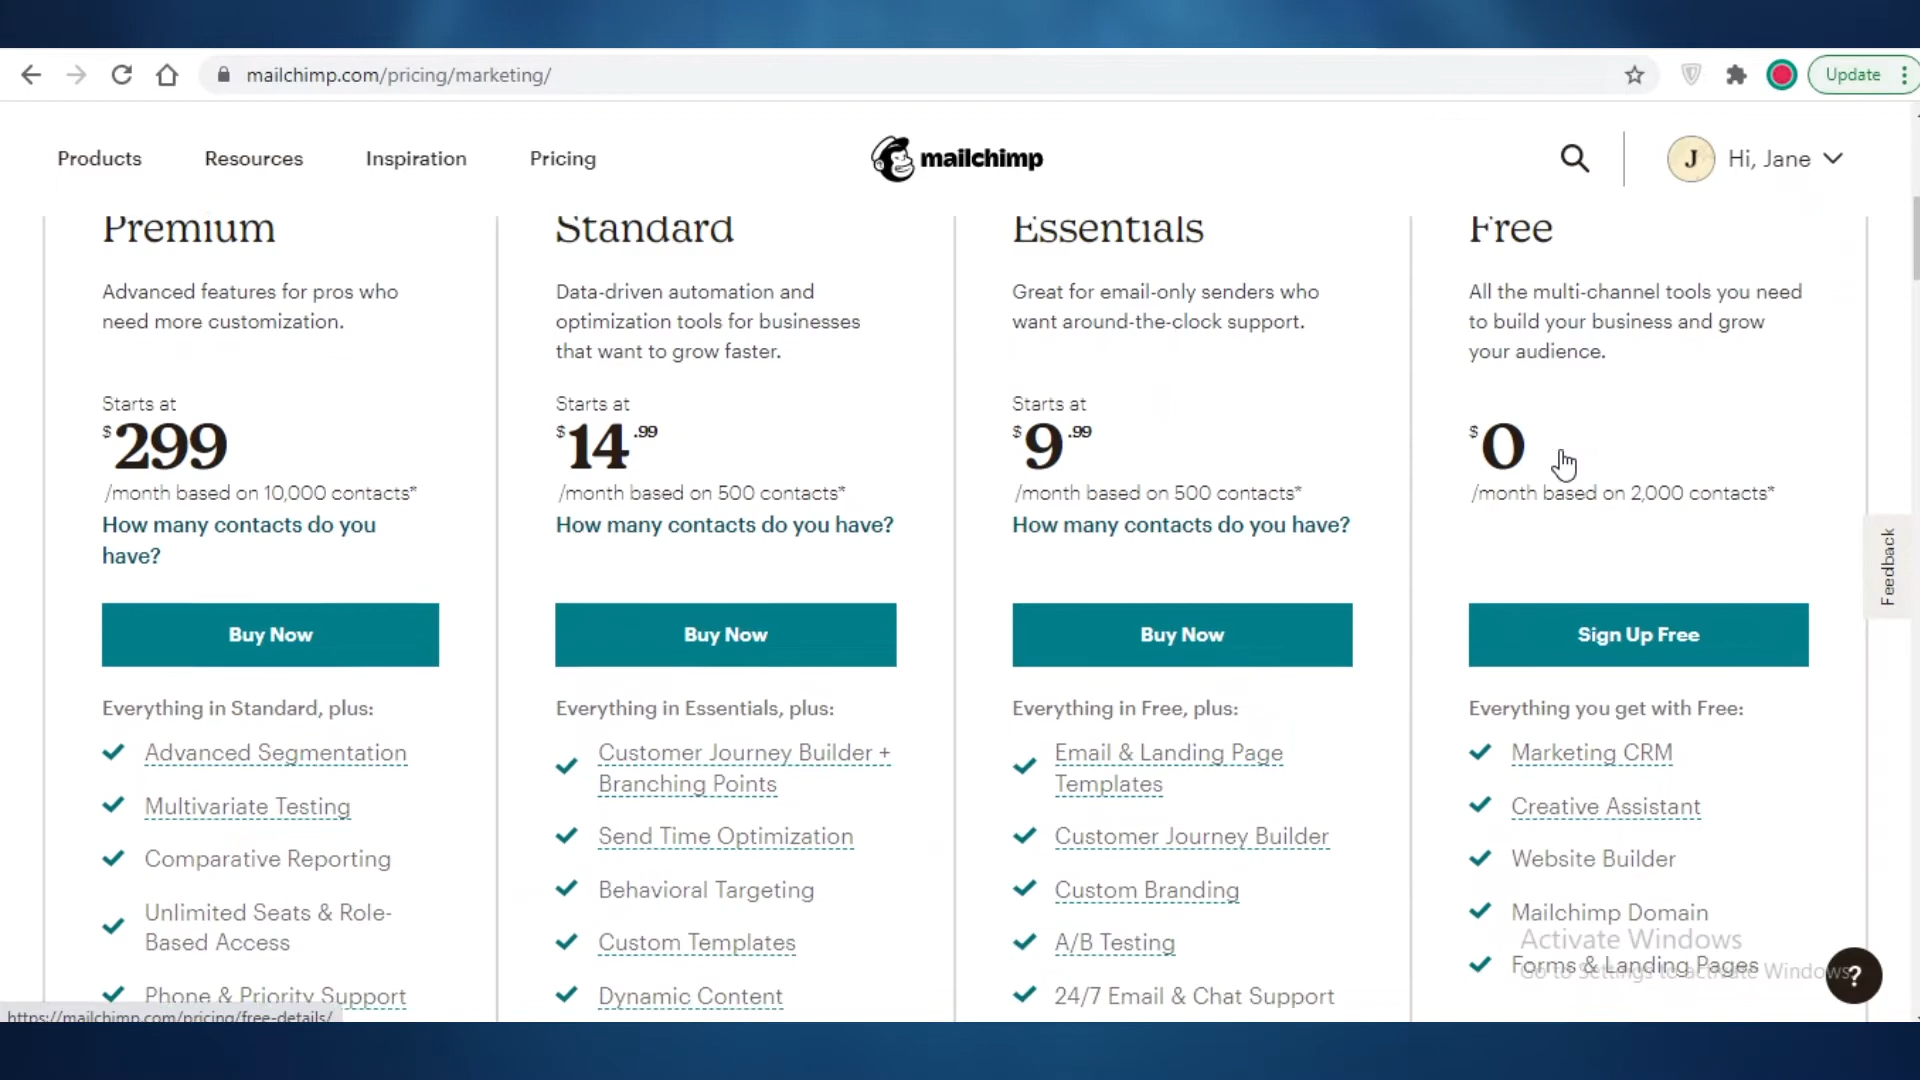 mailchimp.com/pricing/marketing/
Update
Products
Resources
Inspiration
Pricing
mailchimp
J
Hi, Jane
Premium
Advanced features for pros who
need more customization.
Starts at
$299
/month based on 10,000 contacts*
How many contacts do you
have?
Buy Now
Everything in Standard, plus:
Advanced Segmentation
Multivariate Testing
Comparative Reporting
Unlimited Seats & Role-
Based Access
Phone & Priority Support
Standard
Data-driven automation and
optimization tools for businesses
that want to grow faster.
Starts at
$14.99
/month based on 500 contacts*
How many contacts do you have?
Buy Now
Everything in Essentials, plus:
Customer Journey Builder +
Branching Points
Send Time Optimization
Behavioral Targeting
Custom Templates
Dynamic Content
Essentials
Great for email-only senders who
want around-the-clock support.
Starts at
$9.99
/month based on 500 contacts*
How many contacts do you have?
Buy Now
Everything in Free, plus:
Email & Landing Page
Templates
Customer Journey Builder
Custom Branding
A/B Testing
24/7 Email & Chat Support
Free
All the multi-channel tools you need
to build your business and grow
your audience.
$0
/month based on 2,000 contacts*
Sign Up Free
Everything you get with Free:
Marketing CRM
Creative Assistant
Website Builder
Mailchimp Domain
Forms & Landing Pages
Feedback
Activate Windows
Go to Settings to activate Windows.
?
https://mailchimp.com/pricing/free-details/